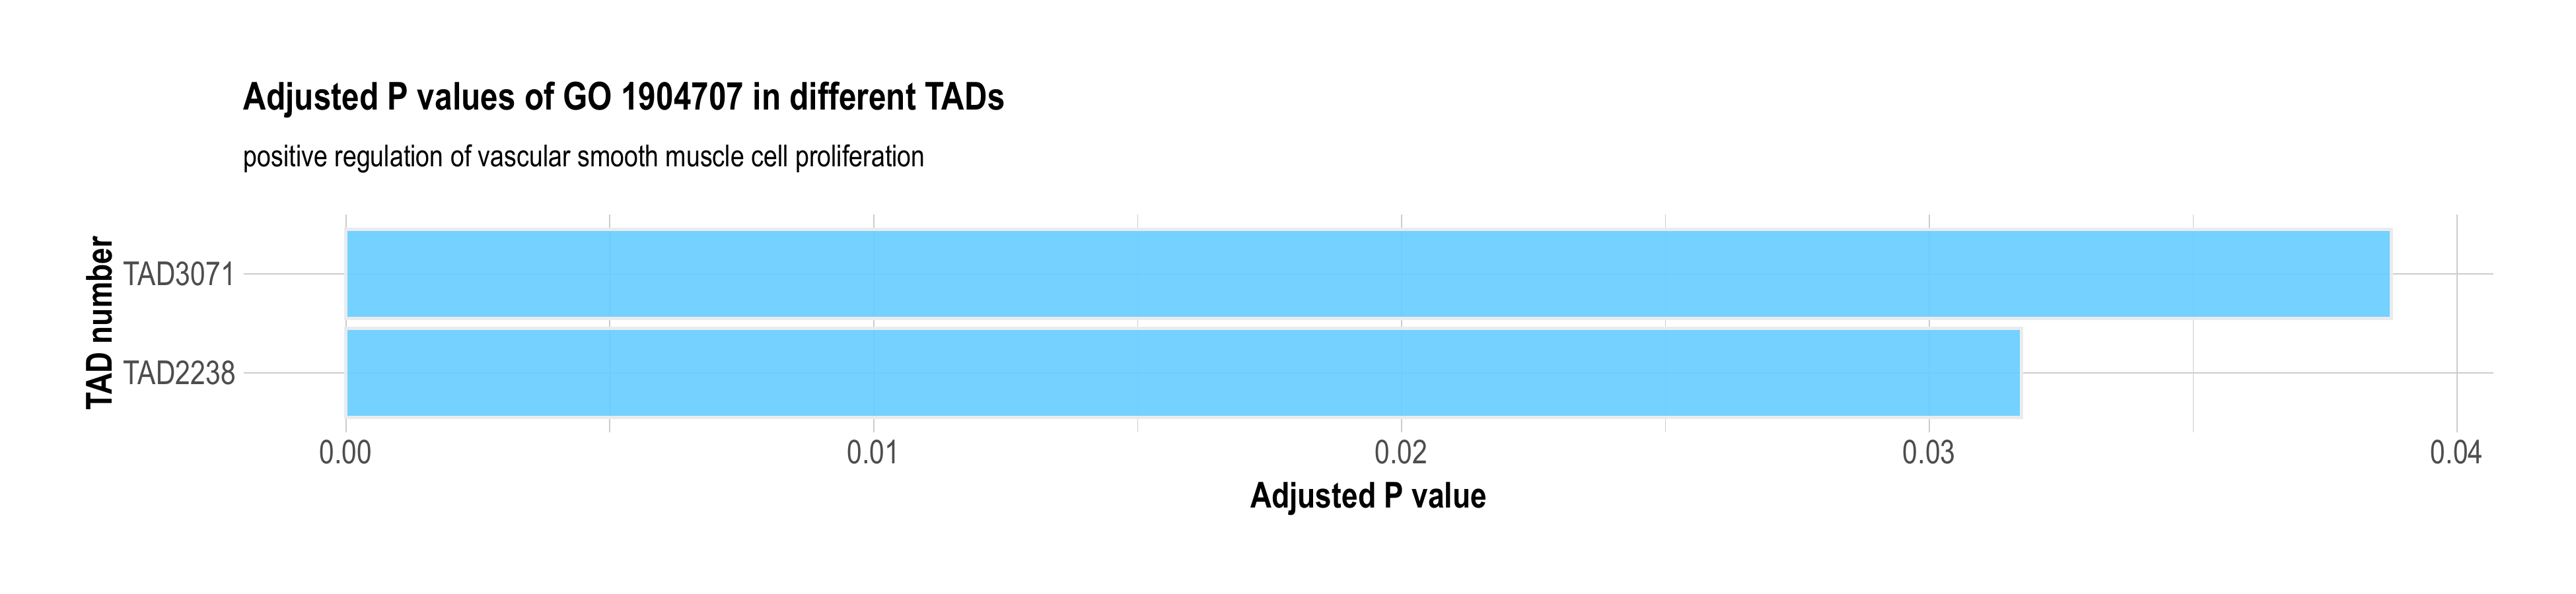 Adjusted P values of GO 1904707 in different TADs
positive regulation of vascular smooth muscle cell proliferation
TAD number
TAD3071
TAD2238
0.00 0.01 0.02 0.03 0.04
Adjusted P value